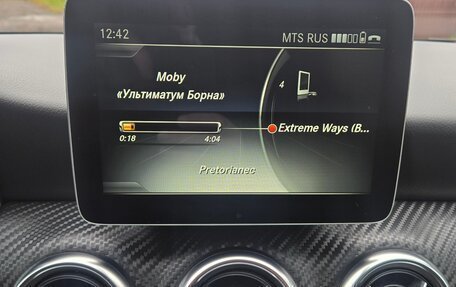 12:42
MTS RUS
Moby
«Ультиматум Борна»
4
0:18
4:04
Extreme Ways (B...
Pretorianec